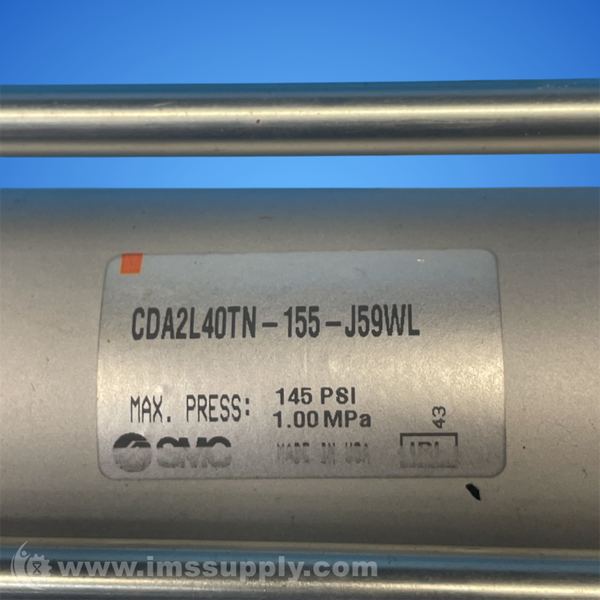 CDA2L40TN-155-J59WL
MAX. PRESS: 145 PSI
1.00 MPa
SMC MADE IN USA
43
www.imssupply.com